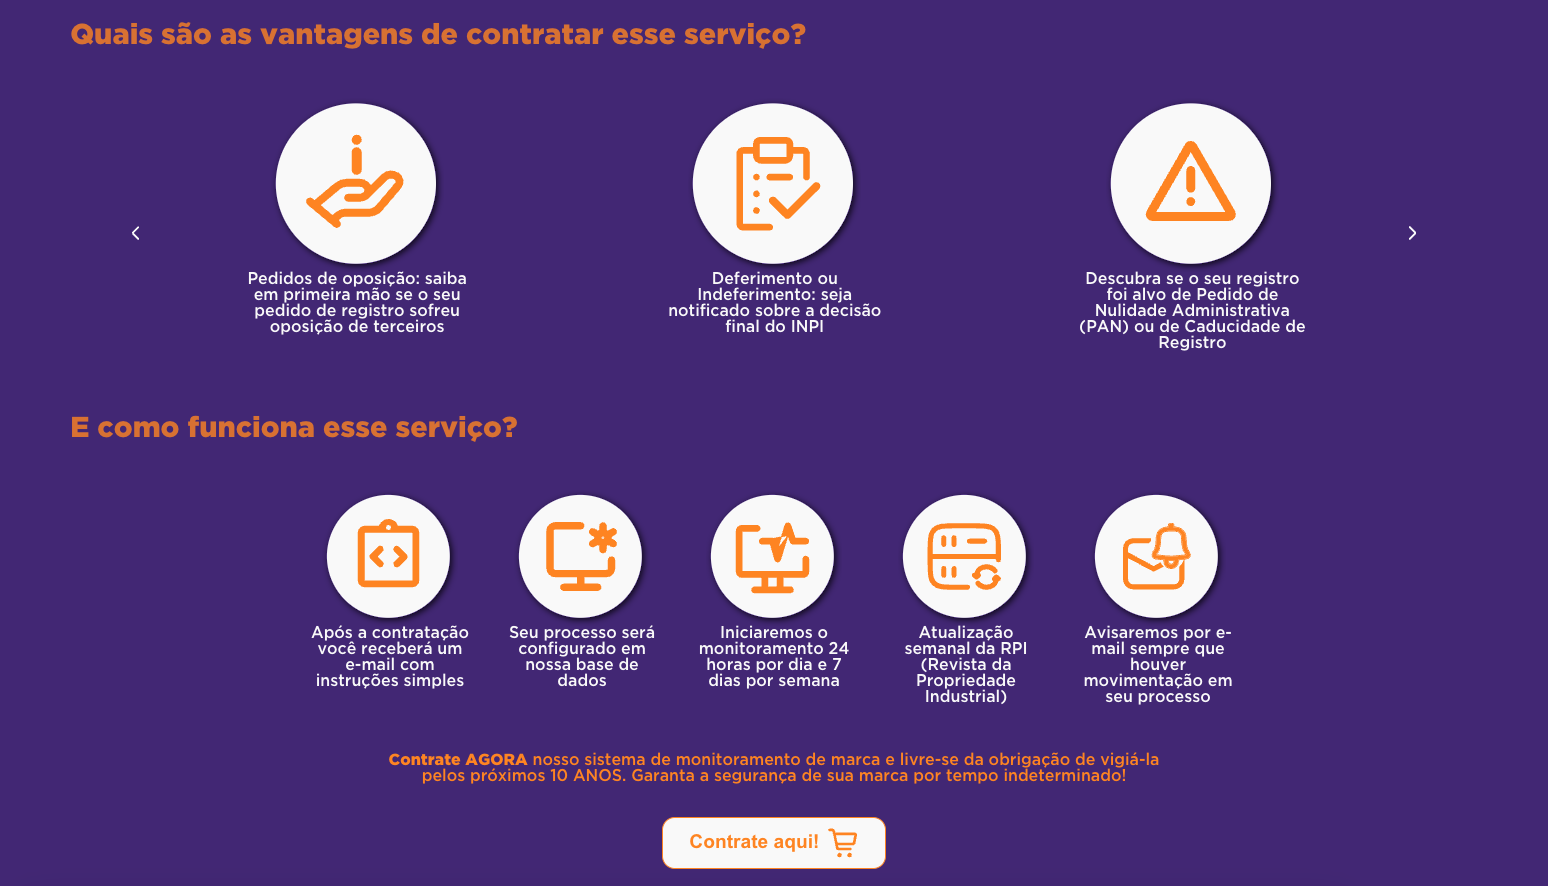 Quais são as vantagens de contratar esse serviço?
Pedidos de oposição: saiba
em primeira mão se o seu
pedido de registro sofreu
oposição de terceiros
Deferimento ou
Indeferimento: seja
notificado sobre a decisão
final do INPI
Descubra se o seu registro
foi alvo de Pedido de
Nulidade Administrativa
(PAN) ou de Caducidade de
Registro
E como funciona esse serviço?
Após a contratação
você receberá um
e-mail com
instruções simples
Seu processo será
configurado em
nossa base de
dados
Iniciaremos o
monitoramento 24
horas por dia e 7
dias por semana
Atualização
semanal da RPI
(Revista da
Propriedade
Industrial)
Avisaremos por e-
mail sempre que
houver
movimentação em
seu processo
Contrate AGORA nosso sistema de monitoramento de marca e livre-se da obrigação de vigiá-la
pelos próximos 10 ANOS. Garanta a segurança de sua marca por tempo indeterminado!
Contrate aqui!